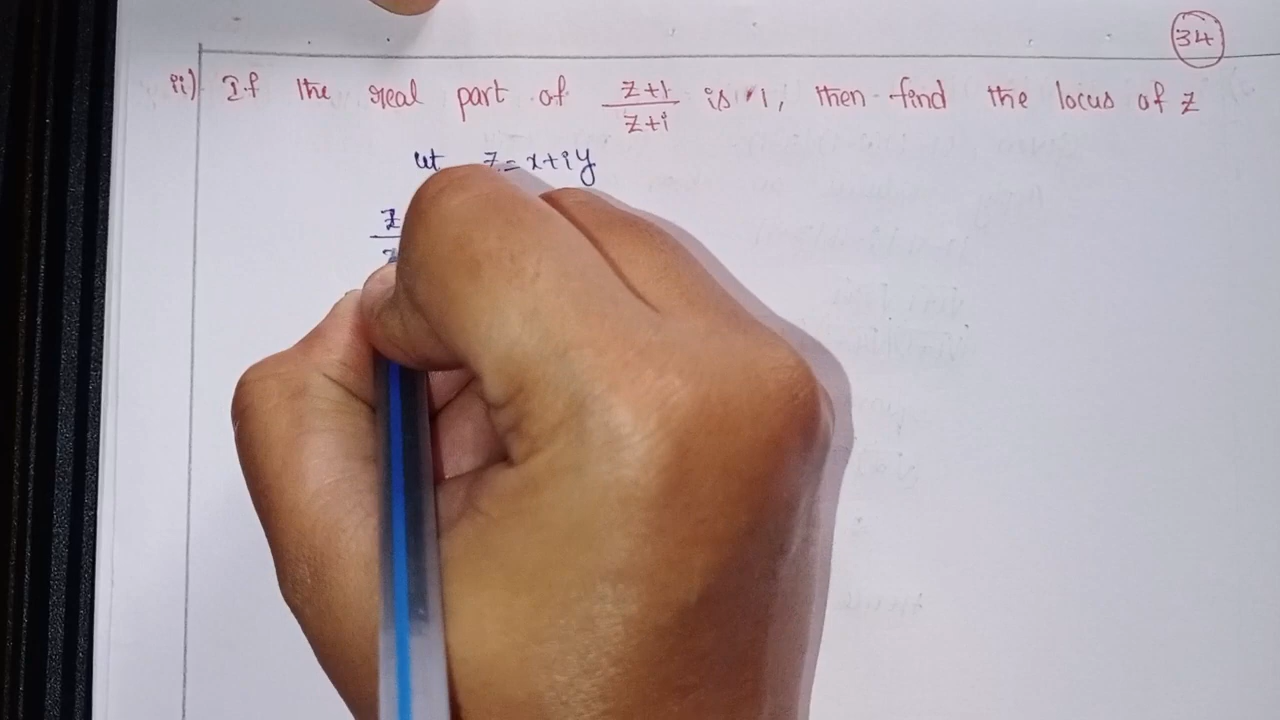 34
ii) If the real part of z+1/z+i is 1, then find the locus of z
let z = x+iy
z
z